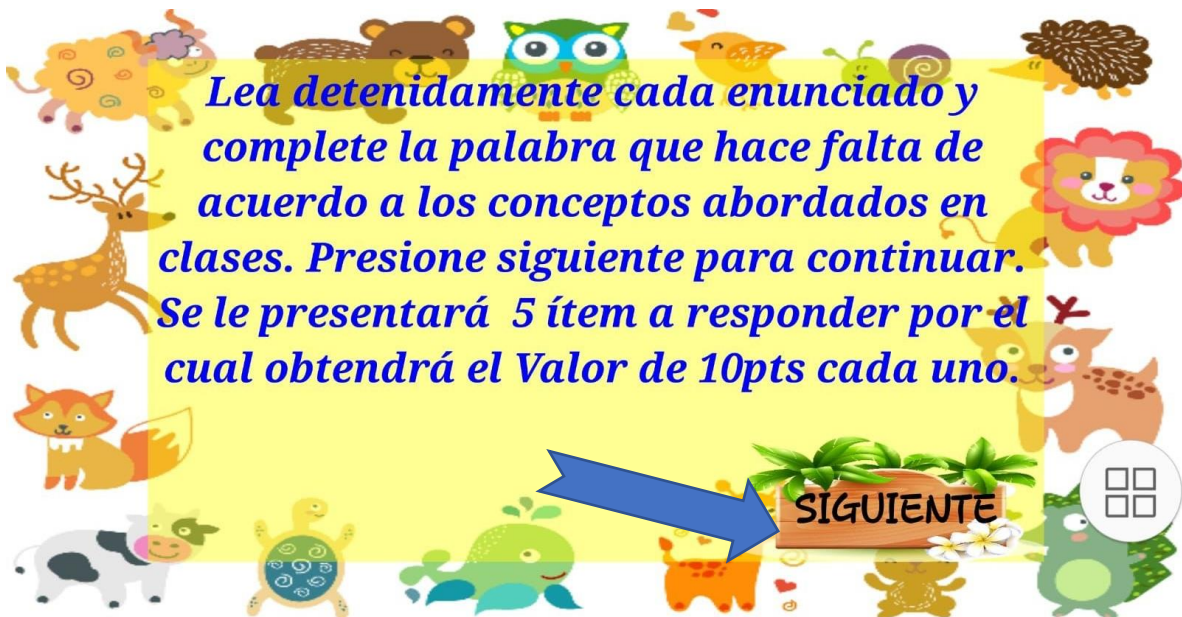 Lea detenidamente cada enunciado y
complete la palabra que hace falta de
acuerdo a los conceptos abordados en
clases. Presione siguiente para continuar.
Se le presentará  5 ítem a responder por el
cual obtendrá el Valor de 10pts cada uno.
SIGUIENTE